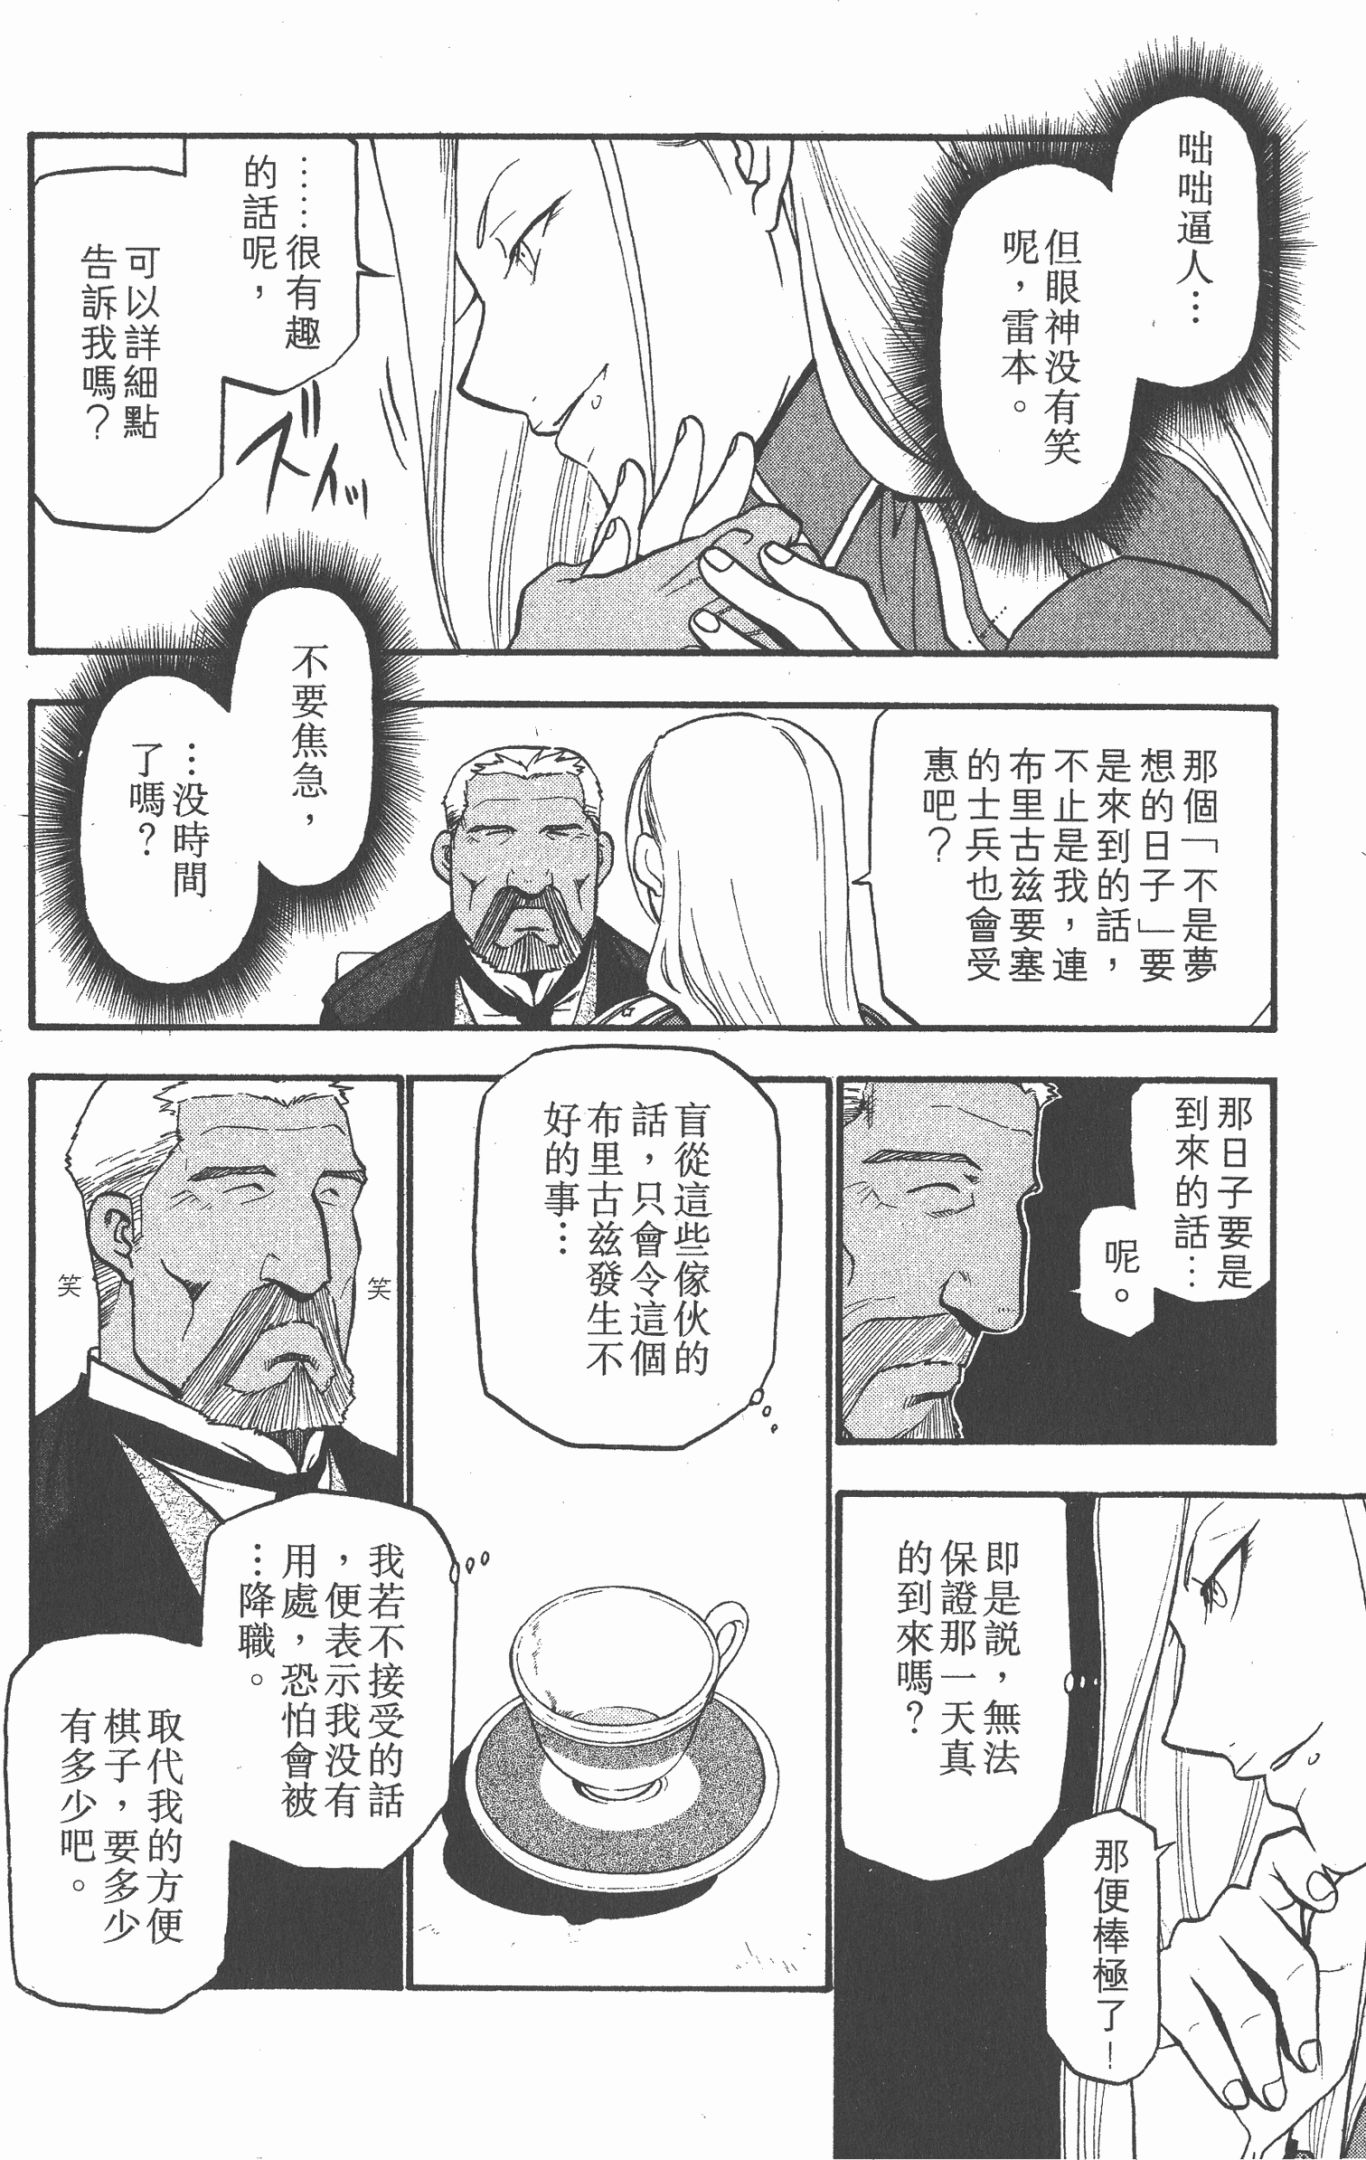 咄咄逼人…
但眼神没有笑
呢，雷本。
……很有趣
的話呢，
可以詳細點
告訴我嗎？
ズィッ
那個「不是夢
想的日子」要
是來到的話，
不止是我，連
布里古兹要塞
的士兵也會受
惠吧？
不要焦急，
…没時間
了嗎？
那日子要是
到來的話…
呢。
即是説，無法
保證那一天真
的到來嗎？
那便棒極了！
盲從這些傢伙的
話，只會令這個
布里古兹發生不
好的事…
笑
笑
我若不接受的話
，便表示我没有
用處，恐怕會被
…降職。
取代我的方便
棋子，要多少
有多少吧。